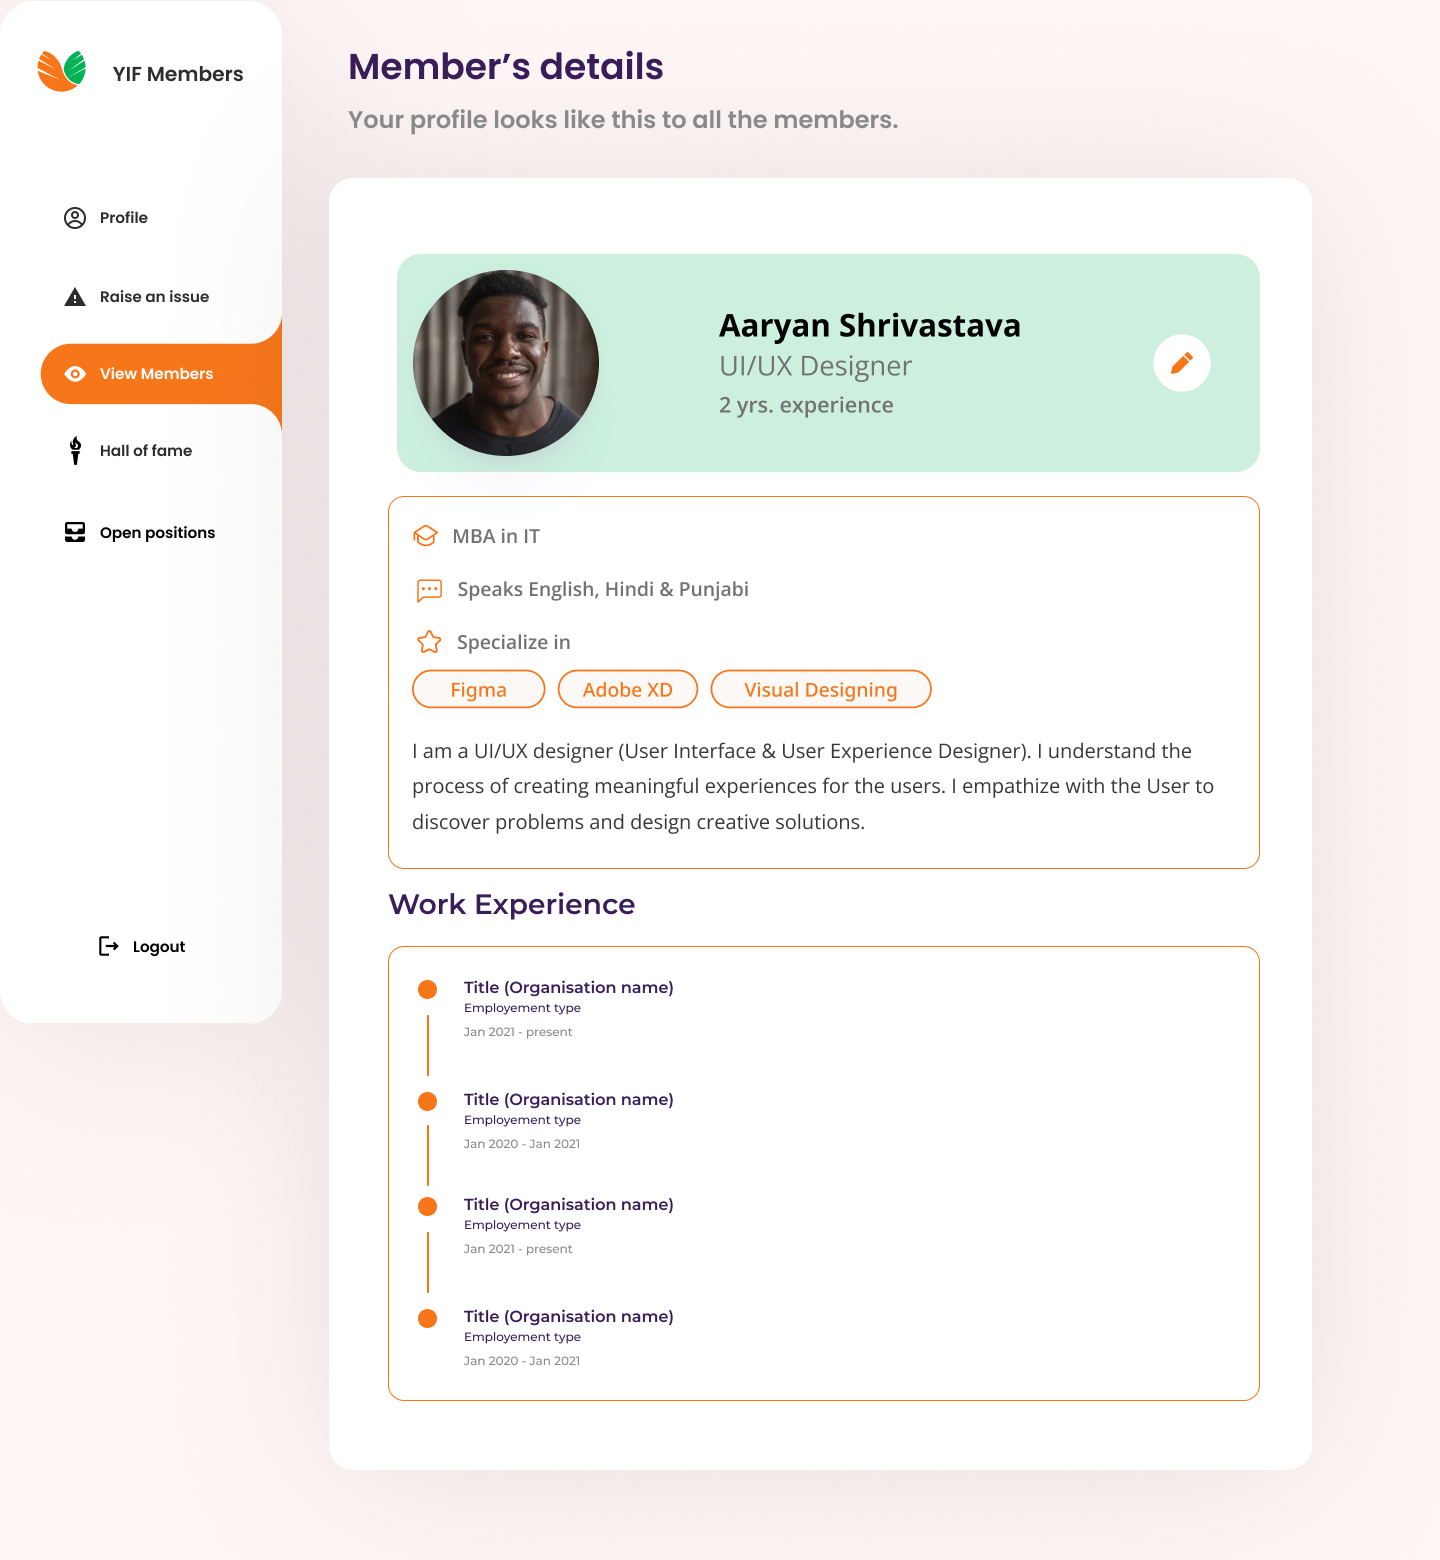 YIF Members
Profile
Raise an issue
View Members
Hall of fame
Open positions
Logout
Member’s details
Your profile looks like this to all the members.
Aaryan Shrivastava
UI/UX Designer
2 yrs. experience
MBA in IT
Speaks English, Hindi & Punjabi
Specialize in
Figma
Adobe XD
Visual Designing
I am a UI/UX designer (User Interface & User Experience Designer). I understand the
process of creating meaningful experiences for the users. I empathize with the User to
discover problems and design creative solutions.
Work Experience
Title (Organisation name)
Employement type
Jan 2021 - present
Title (Organisation name)
Employement type
Jan 2020 - Jan 2021
Title (Organisation name)
Employement type
Jan 2021 - present
Title (Organisation name)
Employement type
Jan 2020 - Jan 2021